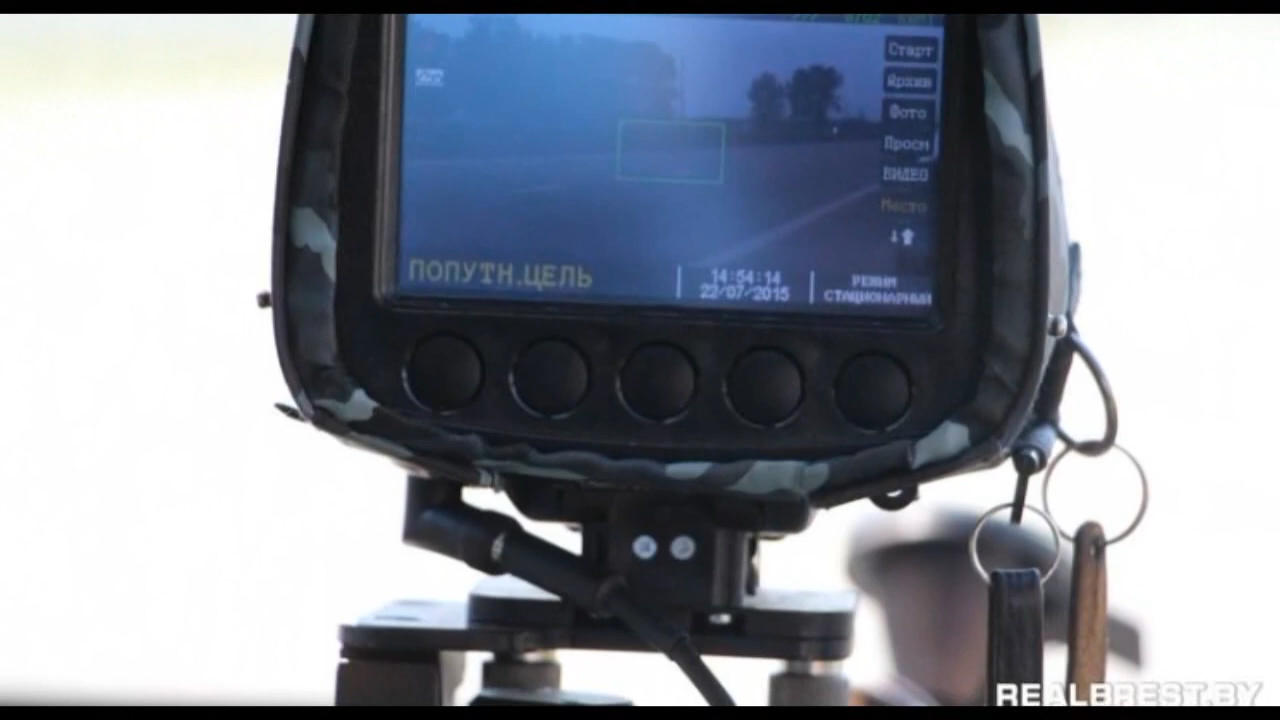 Старт
Архив
Фото
Просм
ВИДЕО
Место
ПОПУТН.ЦЕЛЬ
14:54:14
22/07/2015
РЕЖИМ
СТАЦИОНАРНЫЙ
REALBREST.BY